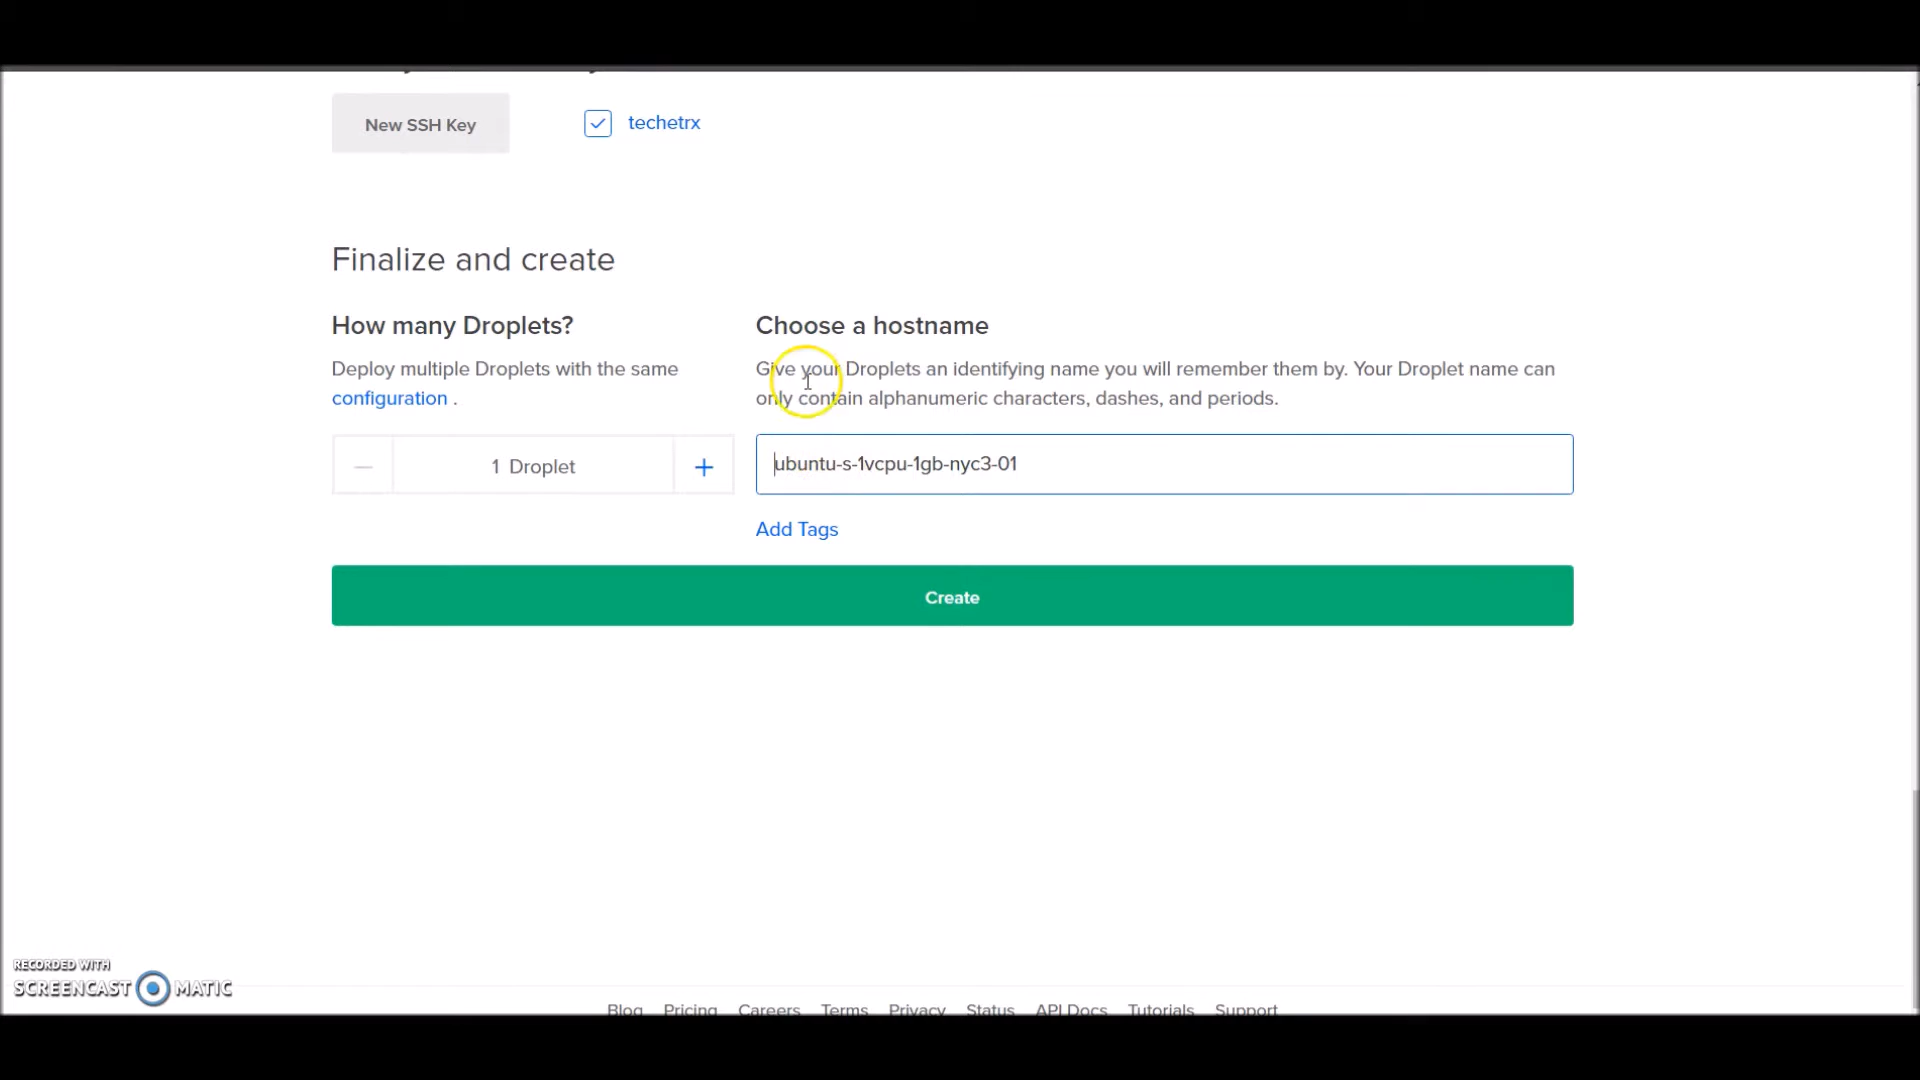 New SSH Key
techetrx
Finalize and create
How many Droplets?
Deploy multiple Droplets with the same
configuration .
1 Droplet
Choose a hostname
Give your Droplets an identifying name you will remember them by. Your Droplet name can
only contain alphanumeric characters, dashes, and periods.
ubuntu-s-1vcpu-1gb-nyc3-01
Add Tags
Create
RECORDED WITH
SCREENCAST MATIC
Blog Pricing Careers Terms Privacy Status API Docs Tutorials Support